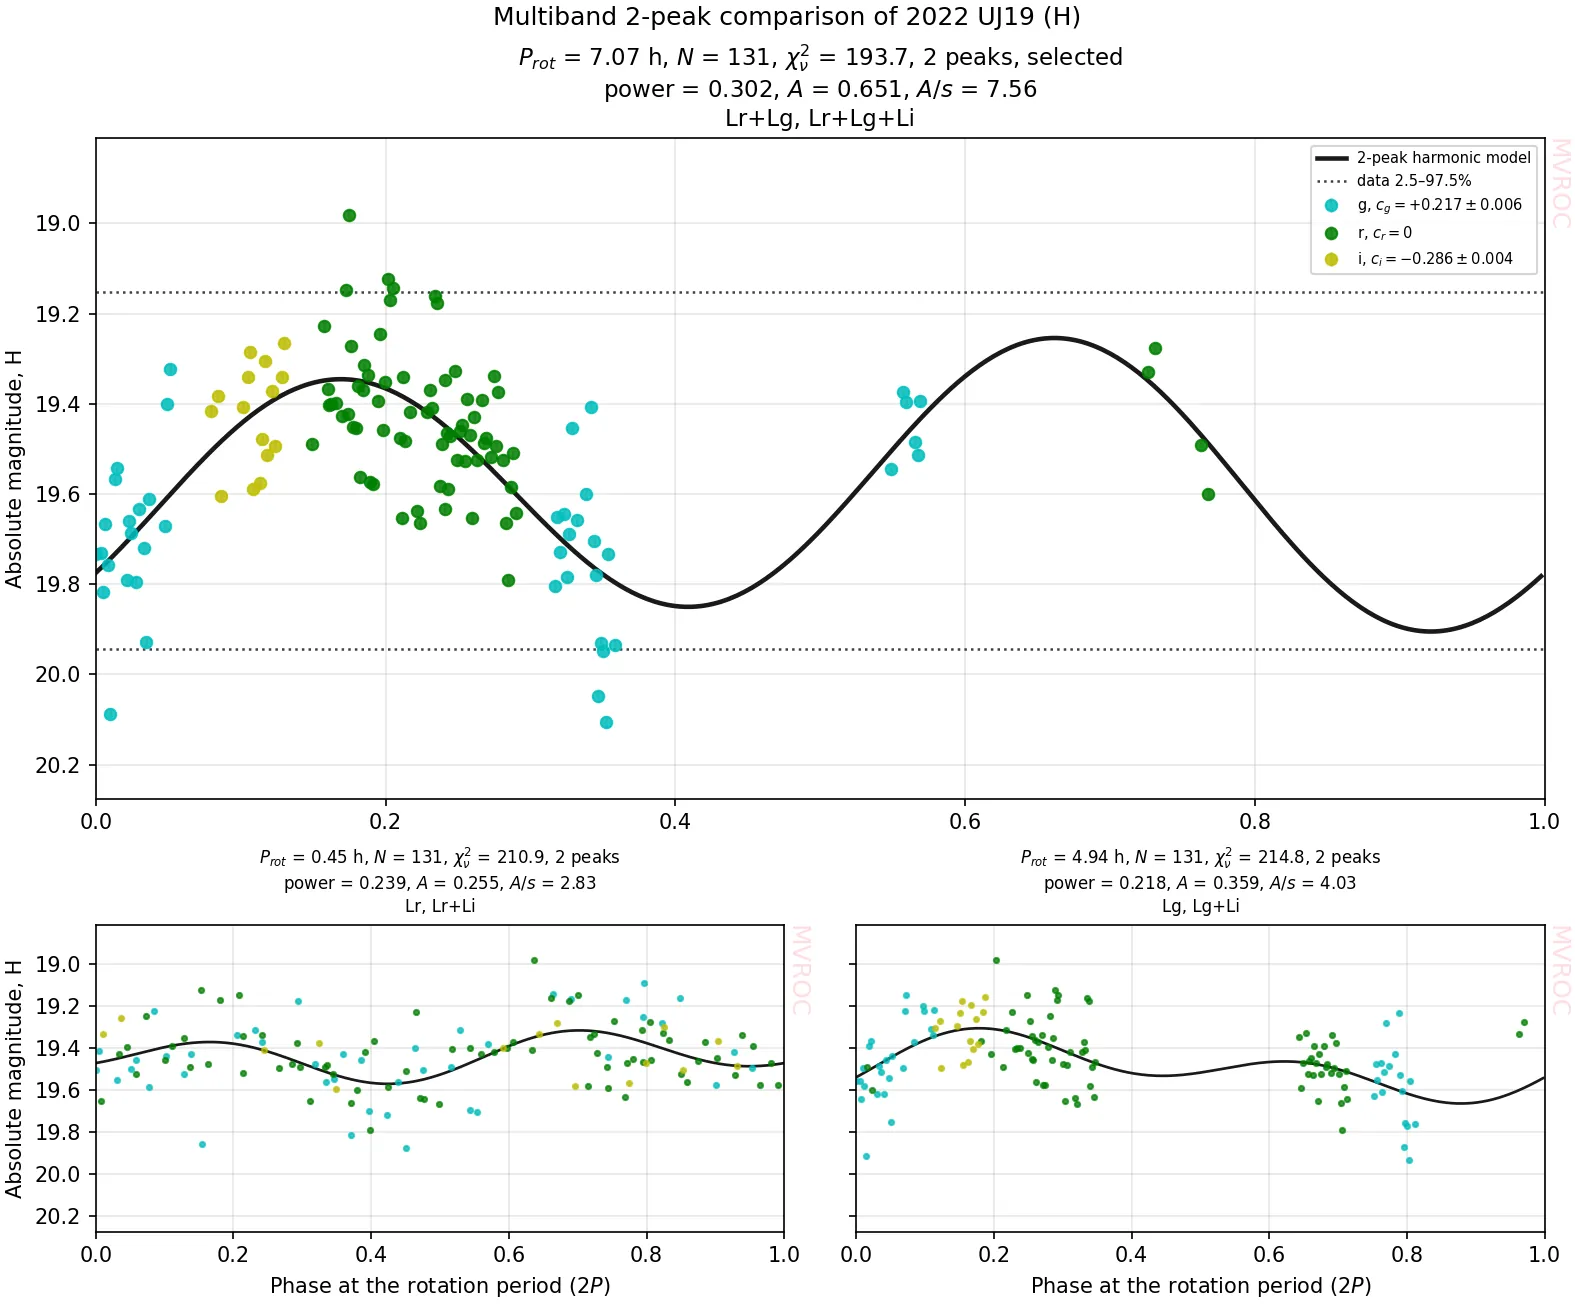 Multiband 2-peak comparison of 2022 UJ19 (H)
P_rot = 7.07 h, N = 131, χ²_ν = 193.7, 2 peaks, selected
power = 0.302, A = 0.651, A/s = 7.56
Lr+Lg, Lr+Lg+Li
2-peak harmonic model
data 2.5–97.5%
g, c_g = +0.217 ± 0.006
r, c_r = 0
i, c_i = −0.286 ± 0.004
MVROC
Absolute magnitude, H
19.0
19.2
19.4
19.6
19.8
20.0
20.2
0.0 0.2 0.4 0.6 0.8 1.0
P_rot = 0.45 h, N = 131, χ²_ν = 210.9, 2 peaks
power = 0.239, A = 0.255, A/s = 2.83
Lr, Lr+Li
MVROC
Absolute magnitude, H
19.0
19.2
19.4
19.6
19.8
20.0
20.2
0.0 0.2 0.4 0.6 0.8 1.0
Phase at the rotation period (2P)
P_rot = 4.94 h, N = 131, χ²_ν = 214.8, 2 peaks
power = 0.218, A = 0.359, A/s = 4.03
Lg, Lg+Li
MVROC
0.0 0.2 0.4 0.6 0.8 1.0
Phase at the rotation period (2P)